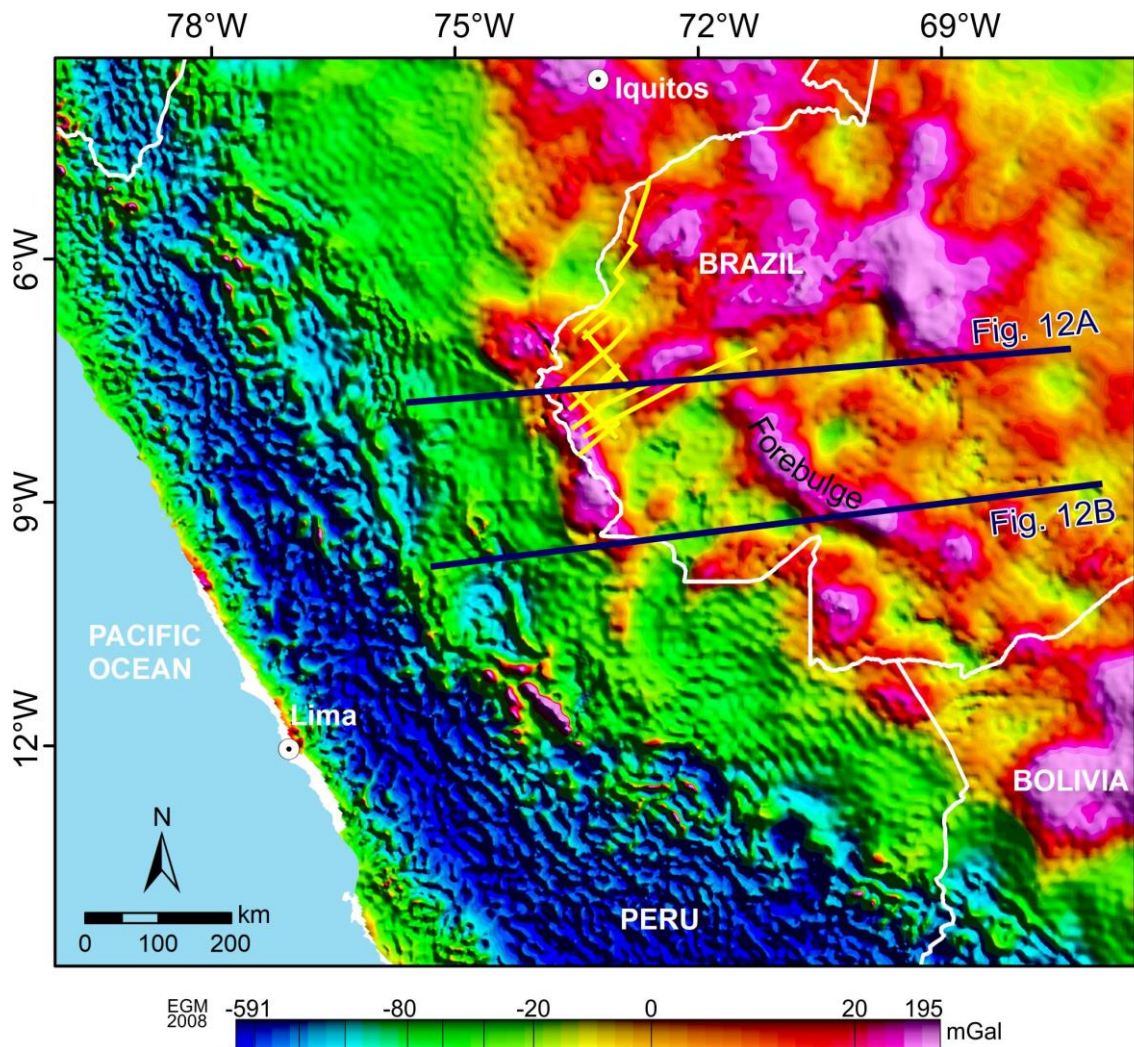 78°W 75°W 72°W 69°W
Iquitos
6°W
BRAZIL
Fig. 12A
Forebulge
9°W
Fig. 12B
PACIFIC
OCEAN
Lima
12°W
BOLIVIA
N
km
0 100 200
PERU
EGM
2008
-591 -80 -20 0 20 195
mGal